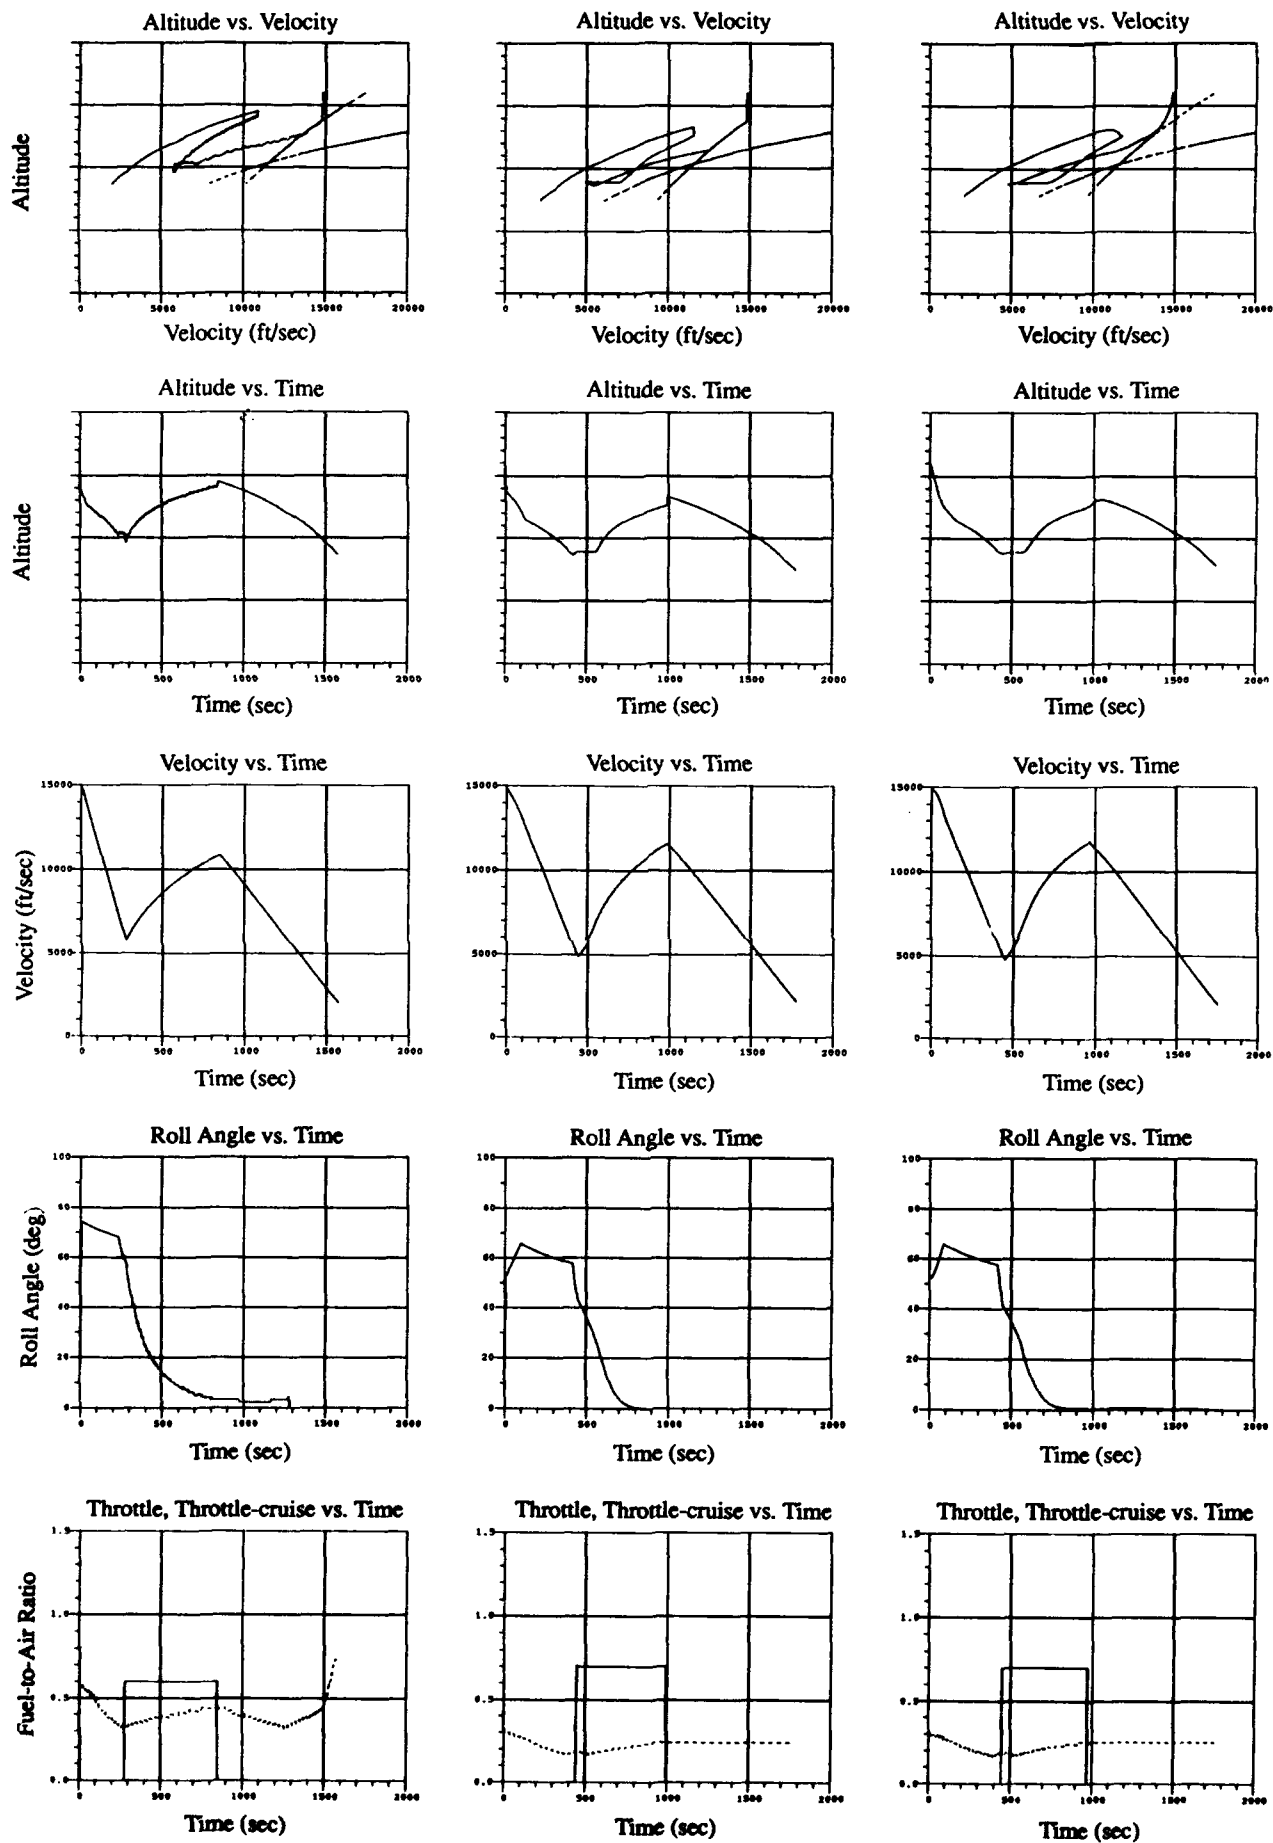 Altitude vs. Velocity
Altitude vs. Velocity
Altitude vs. Velocity
Altitude
0 5000 10000 15000 20000
0 5000 10000 15000 20000
0 5000 10000 15000 20000
Velocity (ft/sec)
Velocity (ft/sec)
Velocity (ft/sec)
Altitude vs. Time
Altitude vs. Time
Altitude vs. Time
Altitude
0 500 1000 1500 2000
0 500 1000 1500 2000
0 500 1000 1500 2000
Time (sec)
Time (sec)
Time (sec)
Velocity vs. Time
Velocity vs. Time
Velocity vs. Time
Velocity (ft/sec)
15000
10000
5000
0
0 500 1000 1500 2000
15000
10000
5000
0
0 500 1000 1500 2000
15000
10000
5000
0
0 500 1000 1500 2000
Time (sec)
Time (sec)
Time (sec)
Roll Angle vs. Time
Roll Angle vs. Time
Roll Angle vs. Time
Roll Angle (deg)
100
80
60
40
20
0
0 500 1000 1500 2000
100
80
60
40
20
0
0 500 1000 1500 2000
100
80
60
40
20
0
0 500 1000 1500 2000
Time (sec)
Time (sec)
Time (sec)
Throttle, Throttle-cruise vs. Time
Throttle, Throttle-cruise vs. Time
Throttle, Throttle-cruise vs. Time
Fuel-to-Air Ratio
1.5
1.0
0.5
0.0
0 500 1000 1500 2000
1.5
1.0
0.5
0.0
0 500 1000 1500 2000
1.5
1.0
0.5
0.0
0 500 1000 1500 2000
Time (sec)
Time (sec)
Time (sec)